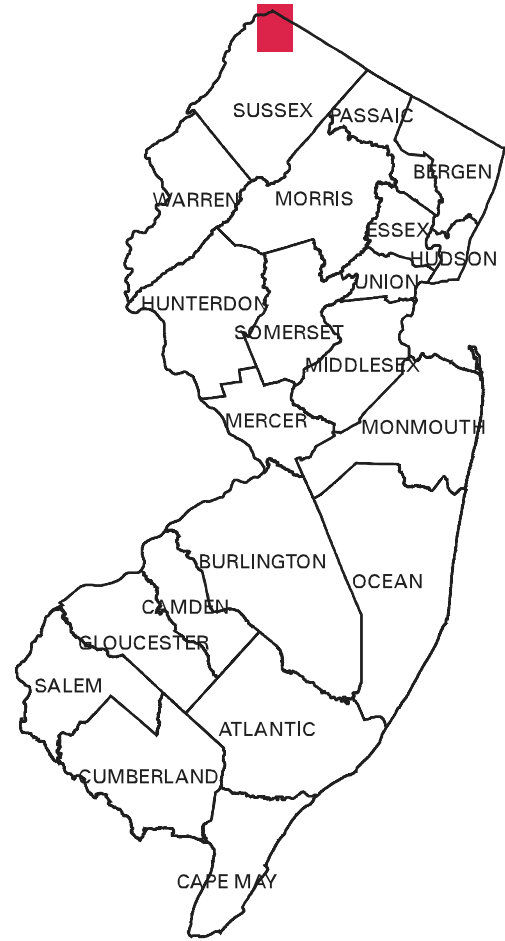 SUSSEX
PASSAIC
BERGEN
WARREN
MORRIS
ESSEX
HUDSON
UNION
HUNTERDON
SOMERSET
MIDDLESEX
MERCER
MONMOUTH
BURLINGTON
OCEAN
CAMDEN
GLOUCESTER
SALEM
ATLANTIC
CUMBERLAND
CAPE MAY